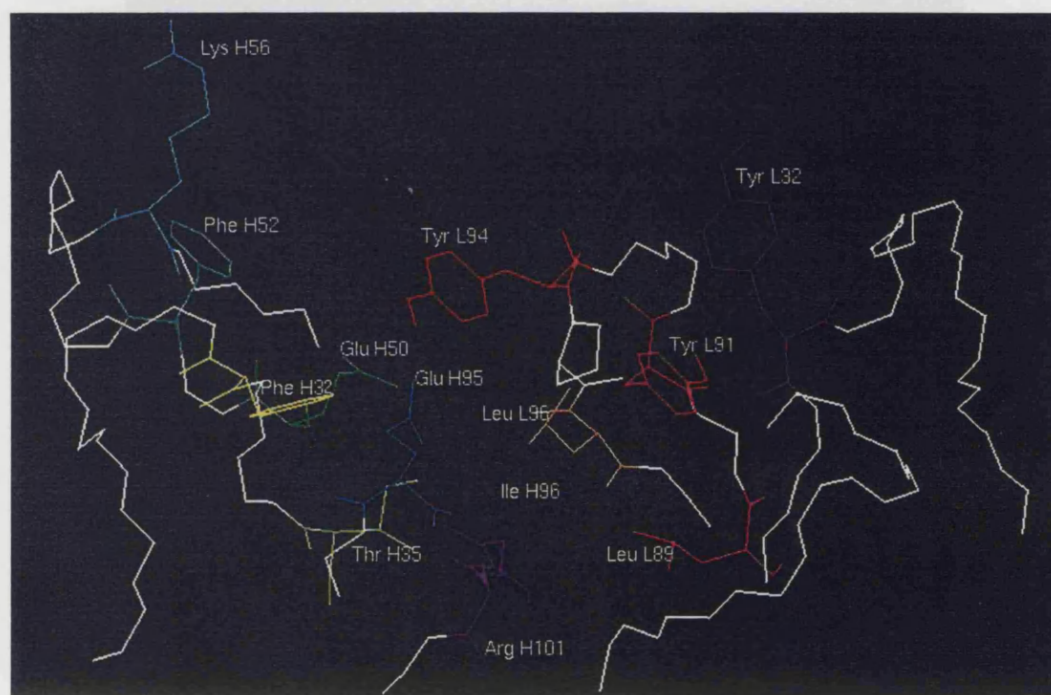 Lys H56
Tyr L32
Phe H52
Tyr L94
Glu H50
Tyr L91
Glu H95
Phe H32
Leu L96
Ile H96
Thr H35
Leu L89
Arg H101